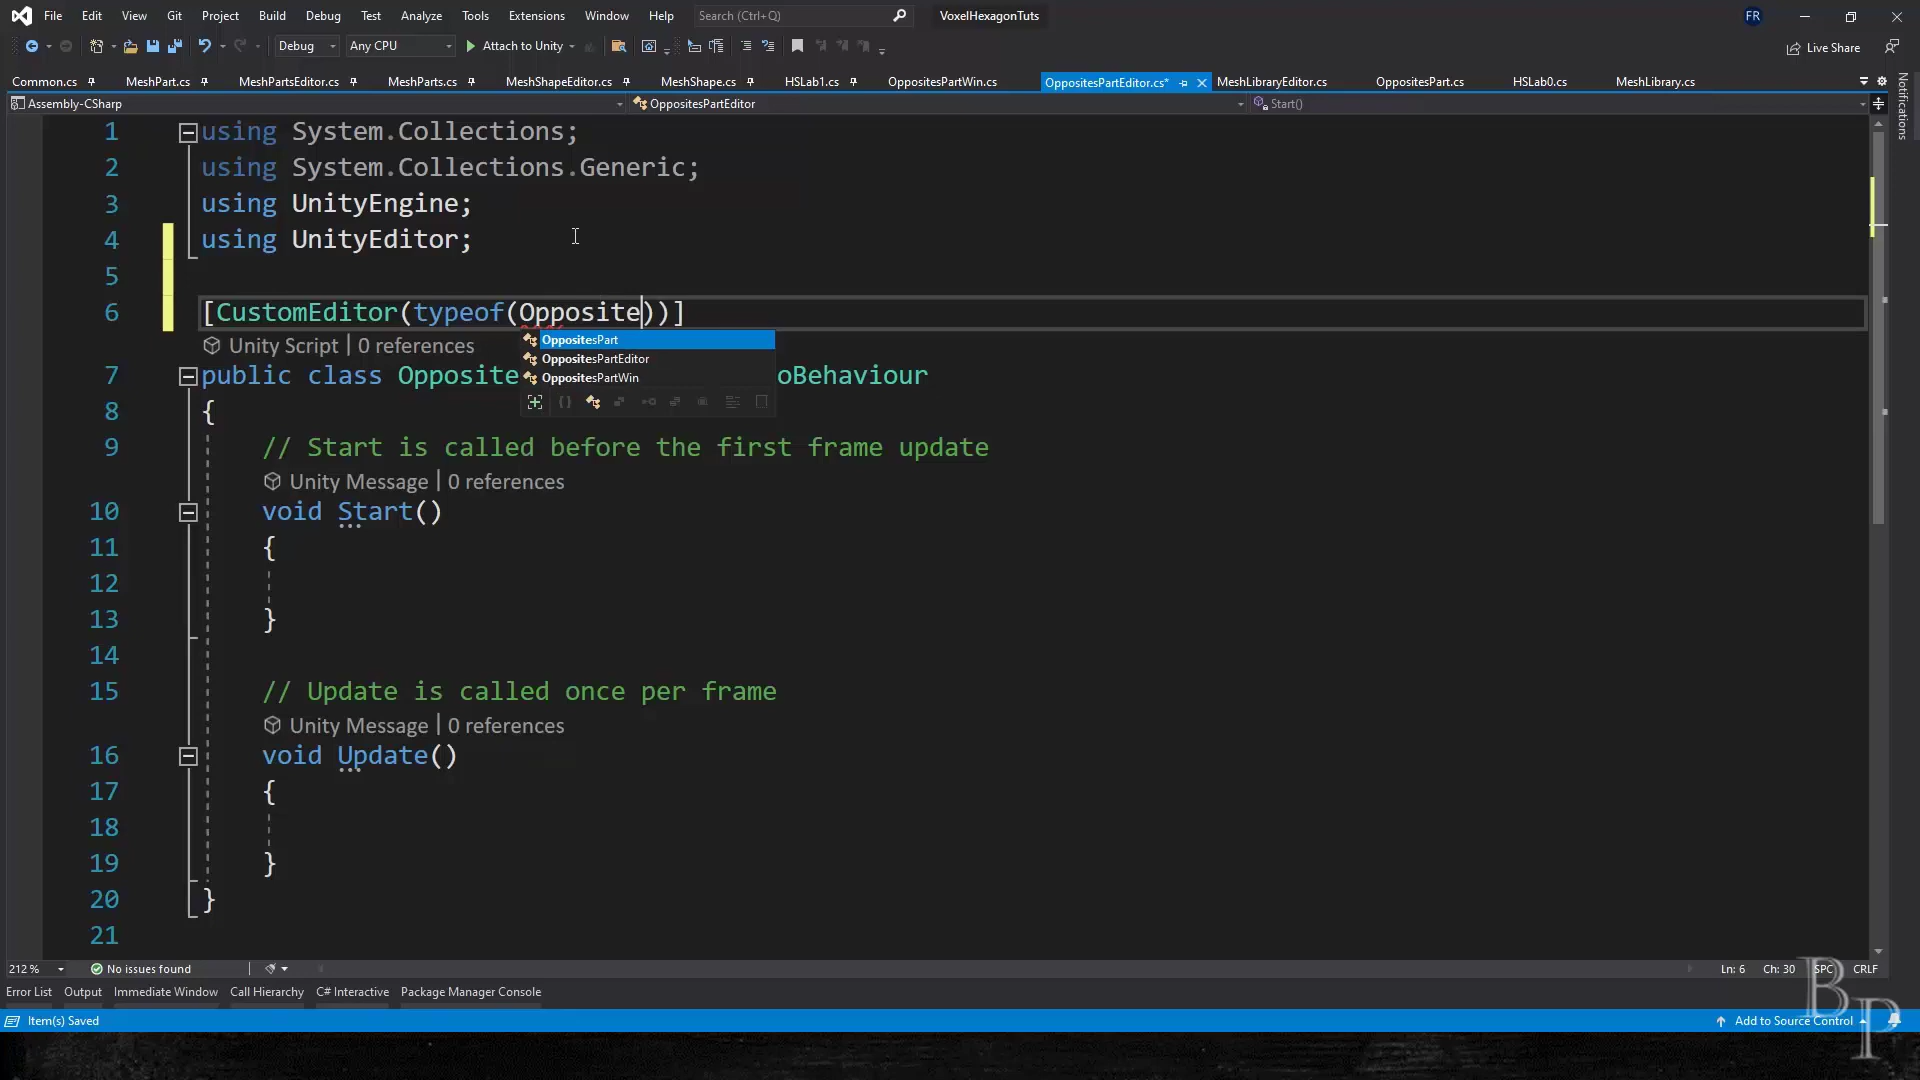 File Edit View Git Project Build Debug Test Analyze Tools Extensions Window Help Search (Ctrl+Q) VoxelHexagonTuts FR
Debug Any CPU Attach to Unity Live Share
Common.cs MeshPart.cs MeshPartsEditor.cs MeshParts.cs MeshShapeEditor.cs MeshShape.cs HSLab1.cs OppositesPartWin.cs OppositesPartEditor.cs* MeshLibraryEditor.cs OppositesPart.cs HSLab0.cs MeshLibrary.cs
Notifications
Assembly-CSharp OppositesPartEditor Start()
1 using System.Collections;
2 using System.Collections.Generic;
3 using UnityEngine;
4 using UnityEditor;
5
6 [CustomEditor(typeof(Opposite))]
Unity Script | 0 references
OppositesPart
OppositesPartEditor
OppositesPartWin
7 public class Opposite oBehaviour
8 {
9 // Start is called before the first frame update
Unity Message | 0 references
10 void Start()
11 {
12
13 }
14
15 // Update is called once per frame
Unity Message | 0 references
16 void Update()
17 {
18
19 }
20 }
21
212 % No issues found Ln: 6 Ch: 30 SPC CRLF
Error List Output Immediate Window Call Hierarchy C# Interactive Package Manager Console
Item(s) Saved Add to Source Control
BP